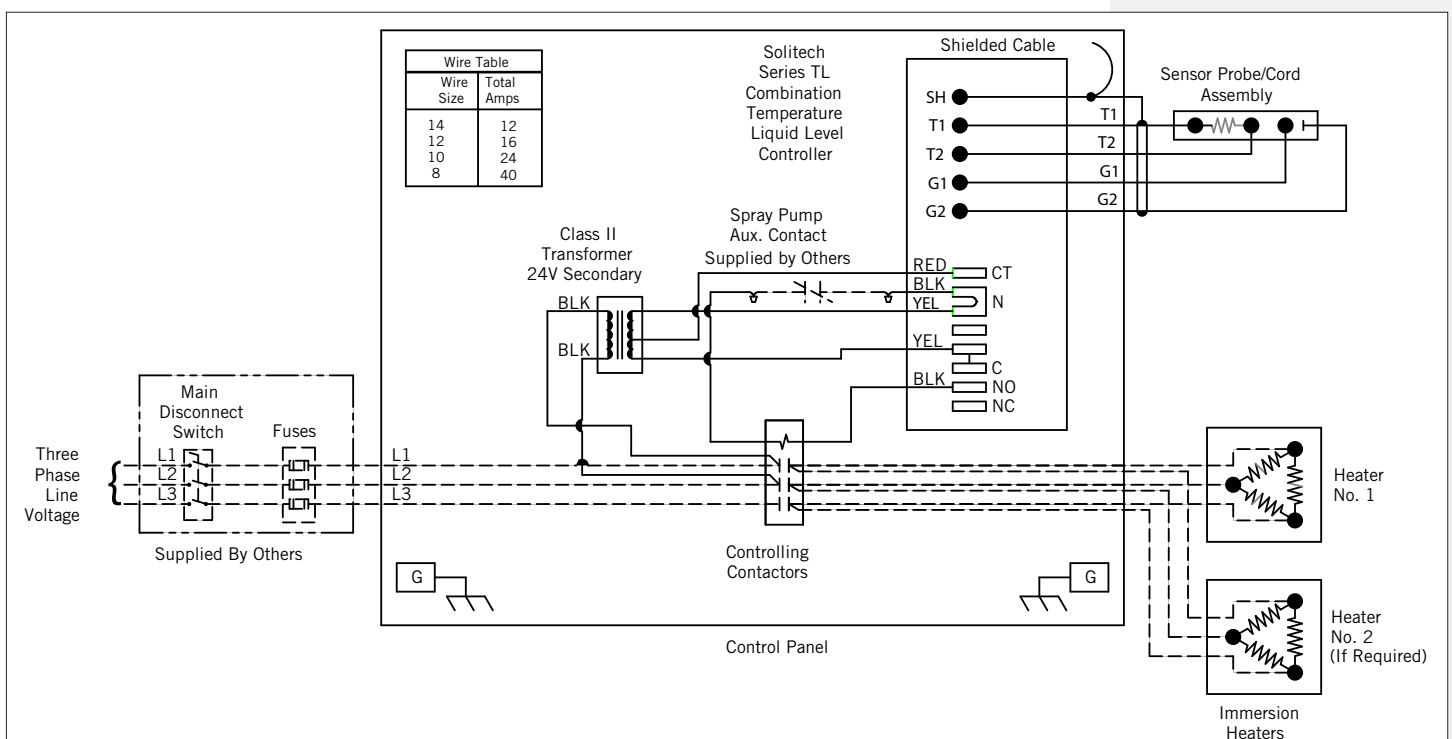 Wire Table
Wire Size
Total Amps
14 12
12 16
10 24
8 40
Solitech
Series TL
Combination
Temperature
Liquid Level
Controller
Shielded Cable
SH
T1
T2
G1
G2
T1
T2
G1
G2
Sensor Probe/Cord
Assembly
Class II
Transformer
24V Secondary
Spray Pump
Aux. Contact
Supplied by Others
RED
CT
BLK
YEL
N
YEL
C
BLK
NO
NC
BLK
BLK
Main
Disconnect
Switch
Fuses
Three
Phase
Line
Voltage
L1
L2
L3
L1
L2
L3
Supplied By Others
Controlling
Contactors
G
G
Control Panel
Heater
No. 1
Heater
No. 2
(If Required)
Immersion
Heaters